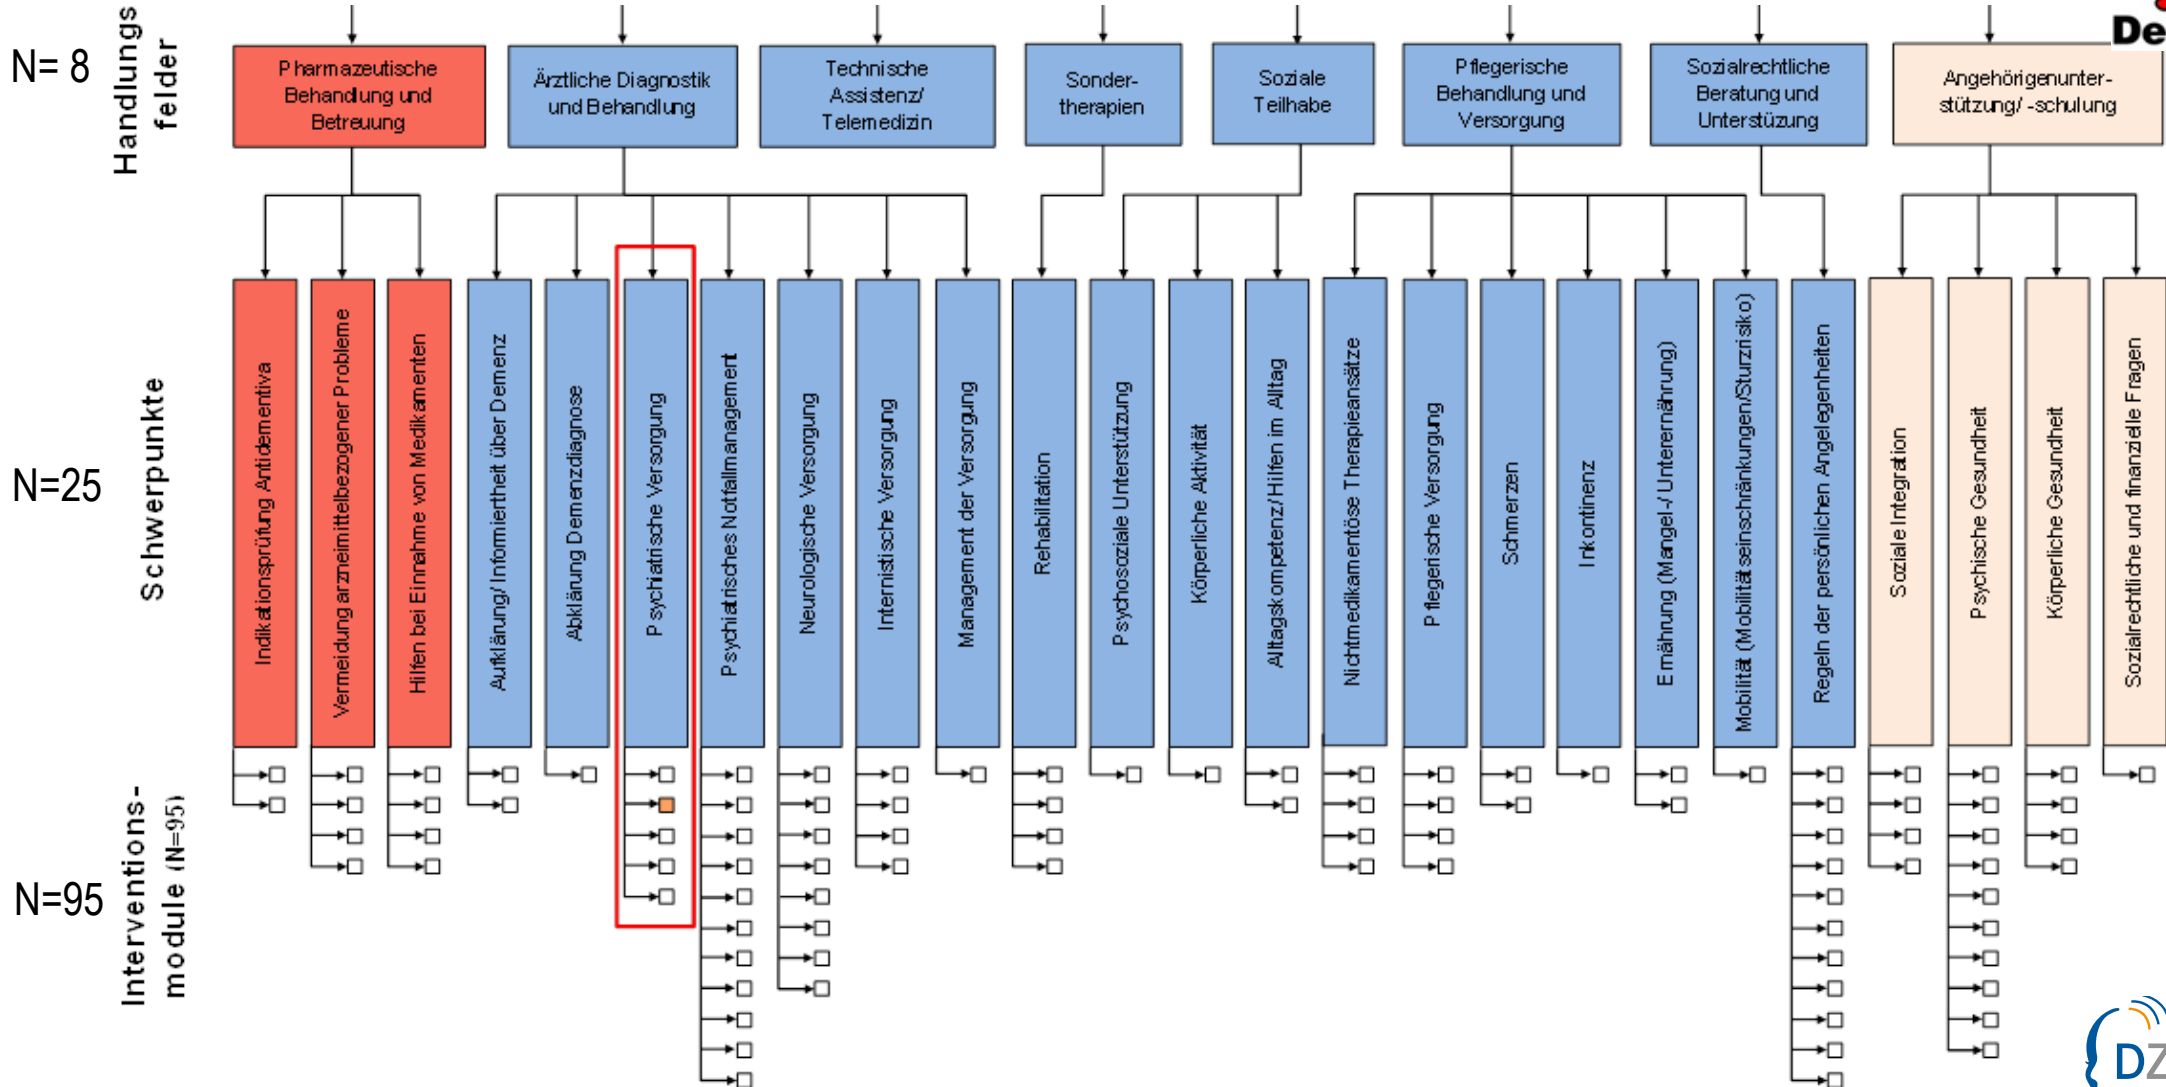 De
N= 8
Handlungs
felder
Pharmazeutische
Behandlung und
Betreuung
Ärztliche Diagnostik
und Behandlung
Technische
Assistenz/
Telemedizin
Sonder-
therapien
Soziale
Teilhabe
Pflegerische
Behandlung und
Versorgung
Sozialrechtliche
Beratung und
Unterstüzung
Angehörigenunter-
stützung/ -schulung
N=25
Schwerpunkte
Indikationsprüfung Antidementiva
Vermeidung arzneimittelbezogener Probleme
Hilfen bei Einnahme von Medikamenten
Aufklärung/ Informiertheit über Demenz
Abklärung Demenzdiagnose
Psychiatrische Versorgung
Psychiatrisches Notfallmanagement
Neurologische Versorgung
Internistische Versorgung
Management der Versorgung
Rehabilitation
Psychosoziale Unterstützung
Körperliche Aktivität
Alltagskompetenz/ Hilfen im Alltag
Nichtmedikamentöse Therapieansätze
Pflegerische Versorgung
Schmerzen
Inkontinenz
Ernährung (Mangel-/ Unterernährung)
Mobilität (Mobilitätseinschränkungen/Sturzrisiko)
Regeln der persönlichen Angelegenheiten
Soziale Integration
Psychische Gesundheit
Körperliche Gesundheit
Sozialrechtliche und finanzielle Fragen
N=95
Interventions-
module (N=95)
DZ